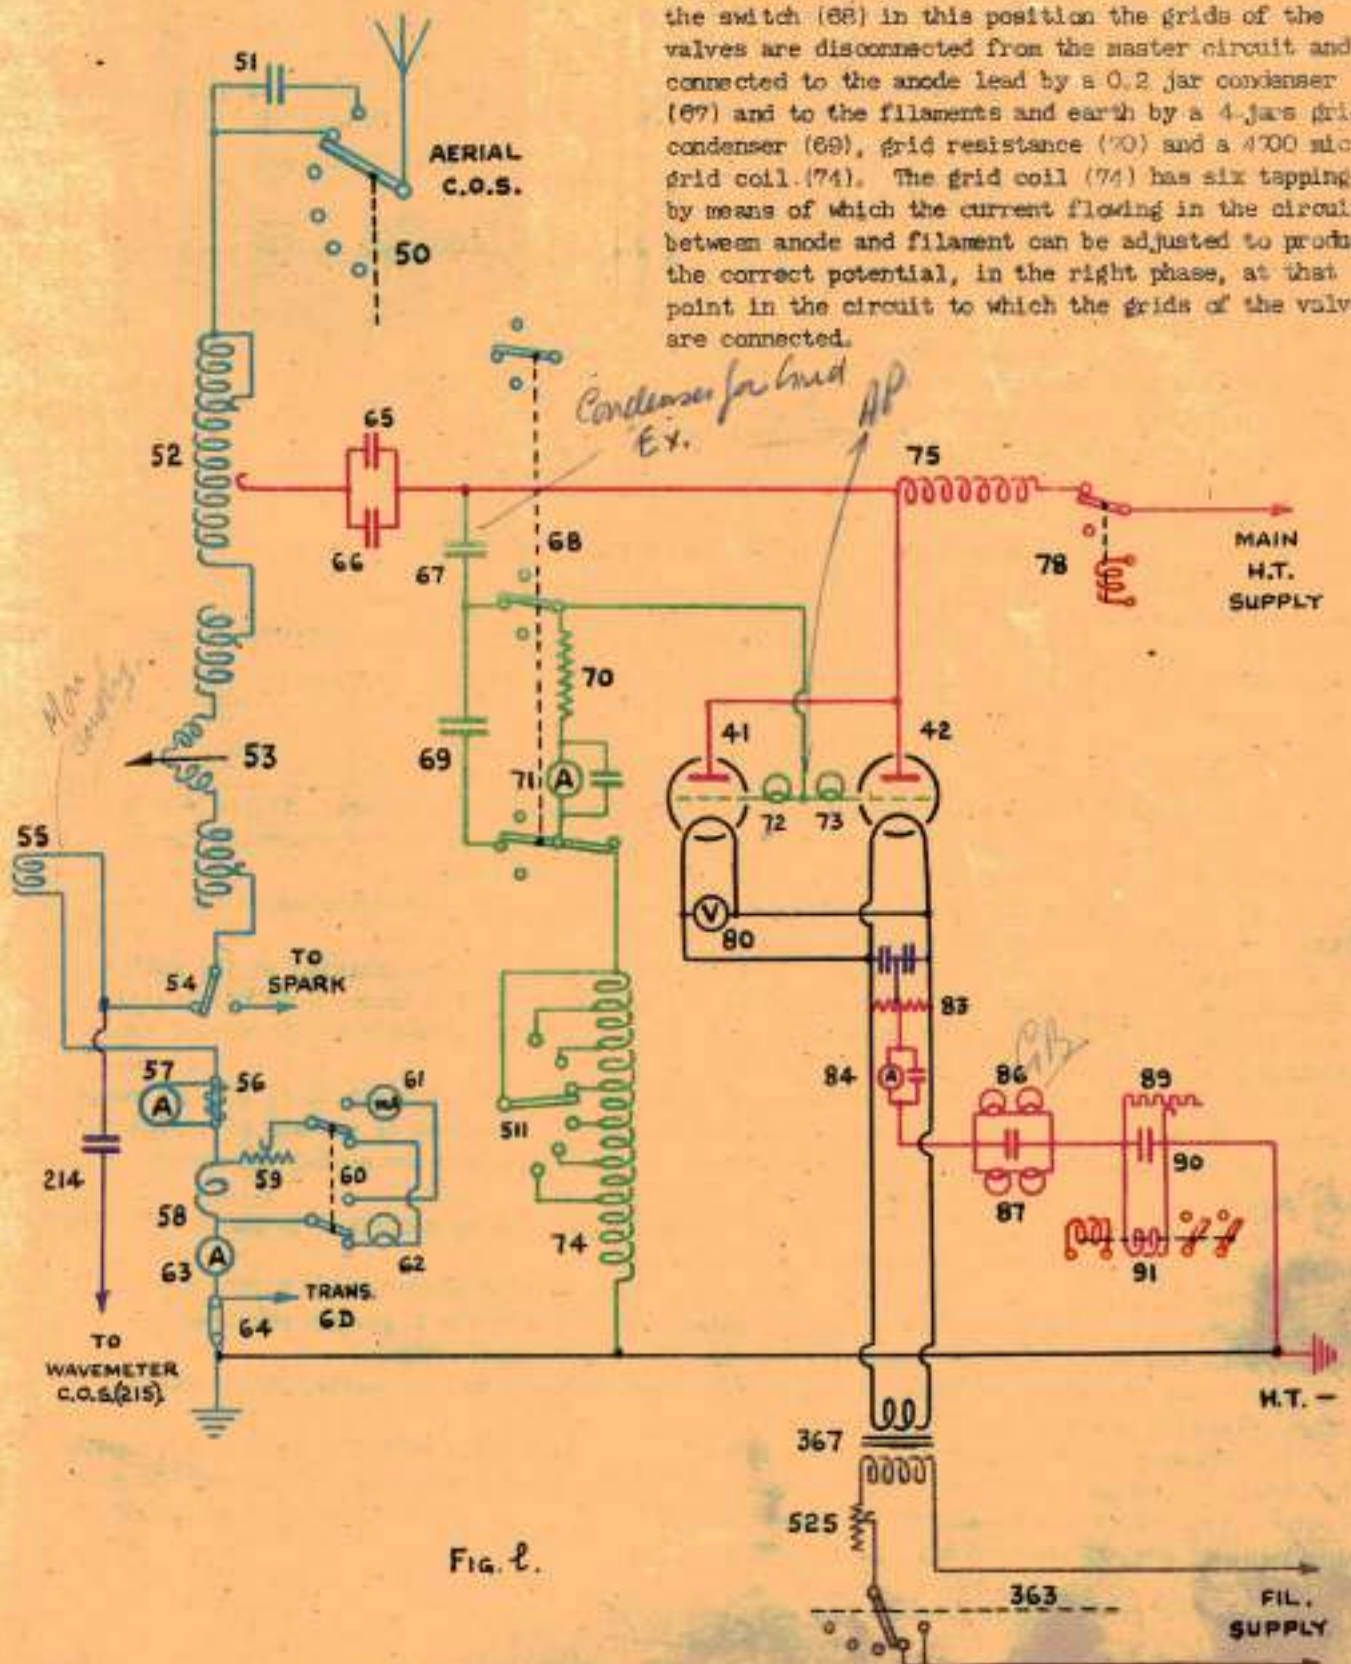 the switch (68) in this position the grids of the
valves are disconnected from the master circuit and
connected to the anode lead by a 0.2 jar condenser
(67) and to the filaments and earth by a 4-jars gri
condenser (69), grid resistance (70) and a 4700 mic
grid coil.(74). The grid coil (74) has six tapping
by means of which the current flowing in the circui
between anode and filament can be adjusted to produ
the correct potential, in the right phase, at that
point in the circuit to which the grids of the valv
are connected.
51
AERIAL
C.O.S.
50
Condenser for Grid
Ex.
AP
65
52
75
66
67
68
78
MAIN
H.T.
SUPPLY
70
41
42
53
69
71
A
72
73
55
V
80
54
TO
SPARK
83
57
A
56
61
mA
84
A
GB
86
89
511
214
59
60
90
87
58
74
91
63
A
62
TRANS.
6D
64
TO
WAVEMETER
C.O.S.(215).
H.T. –
367
525
FIG. l.
363
FIL.
SUPPLY